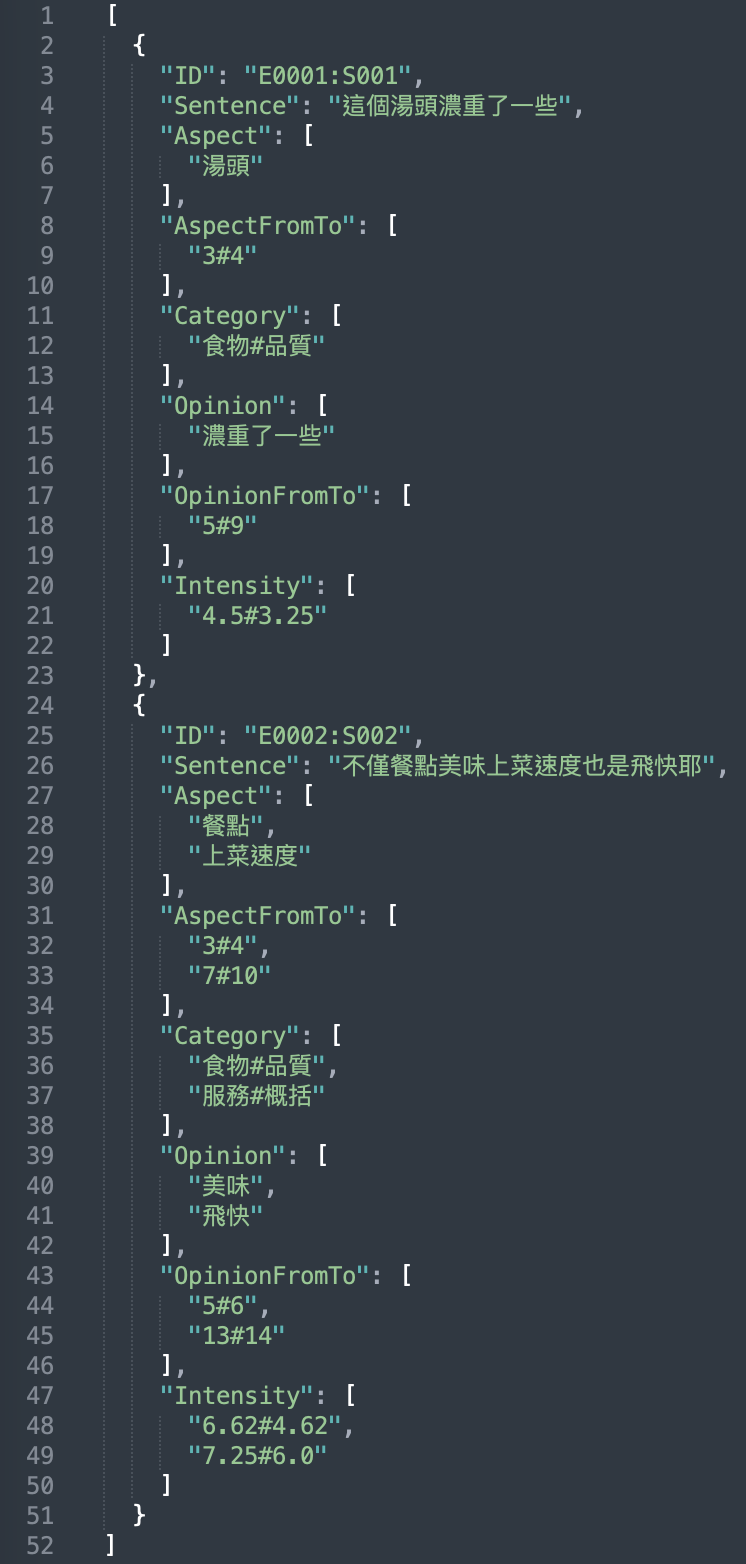 1 [
2 {
3 "ID": "E0001:S001",
4 "Sentence": "這個湯頭濃重了一些",
5 "Aspect": [
6 "湯頭"
7 ],
8 "AspectFromTo": [
9 "3#4"
10 ],
11 "Category": [
12 "食物#品質"
13 ],
14 "Opinion": [
15 "濃重了一些"
16 ],
17 "OpinionFromTo": [
18 "5#9"
19 ],
20 "Intensity": [
21 "4.5#3.25"
22 ]
23 },
24 {
25 "ID": "E0002:S002",
26 "Sentence": "不僅餐點美味上菜速度也是飛快耶",
27 "Aspect": [
28 "餐點",
29 "上菜速度"
30 ],
31 "AspectFromTo": [
32 "3#4",
33 "7#10"
34 ],
35 "Category": [
36 "食物#品質",
37 "服務#概括"
38 ],
39 "Opinion": [
40 "美味",
41 "飛快"
42 ],
43 "OpinionFromTo": [
44 "5#6",
45 "13#14"
46 ],
47 "Intensity": [
48 "6.62#4.62",
49 "7.25#6.0"
50 ]
51 }
52 ]